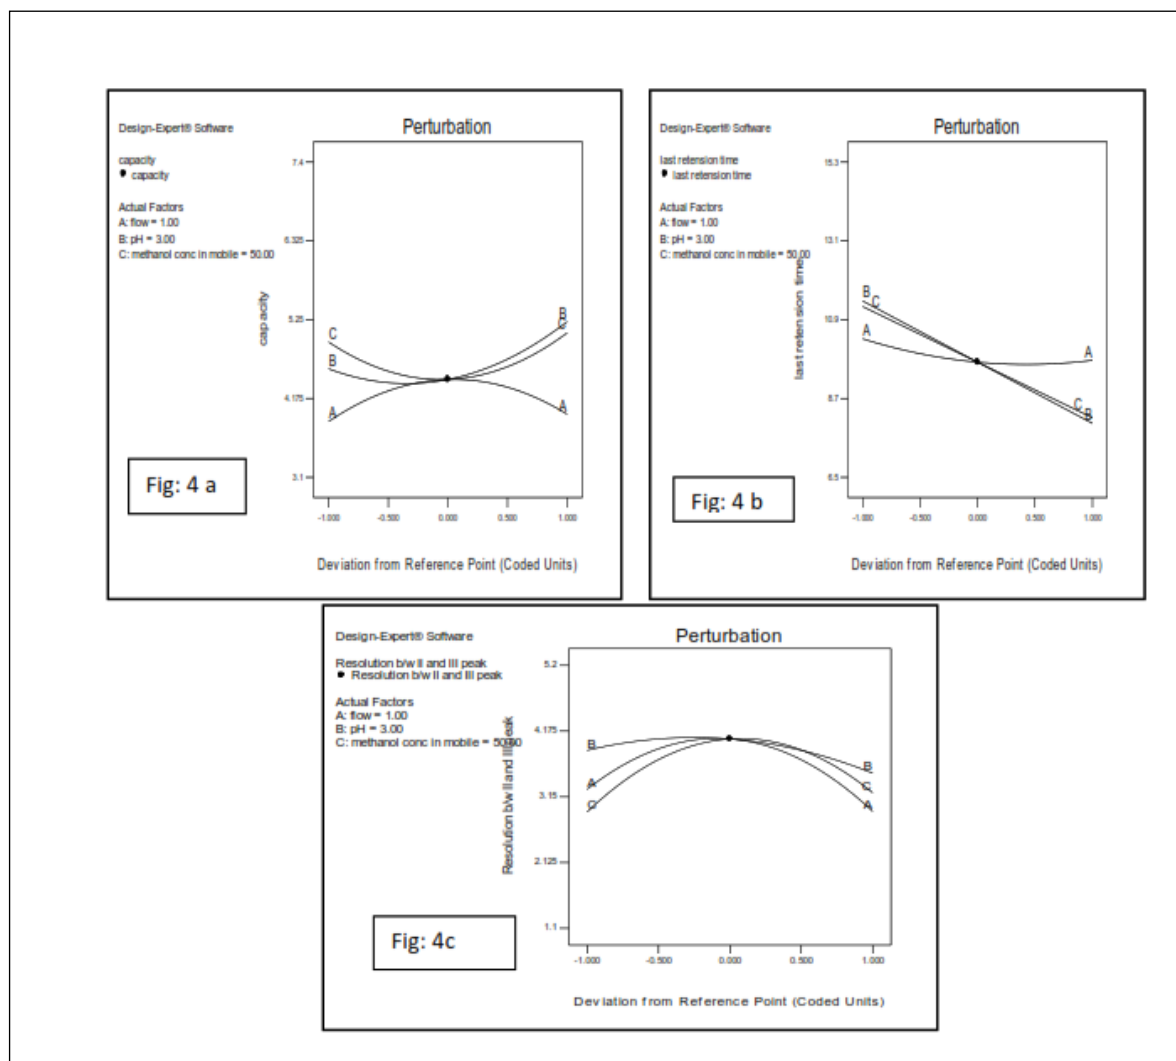 Design-Expert® Software
Perturbation
capacity
capacity
Actual Factors
A: flow = 1.00
B: pH = 3.00
C: methanol conc in mobile = 50.00
capacity
7.4
6.325
5.25
4.175
3.1
C
B
A
B
C
A
-1.000 -0.500 0.000 0.500 1.000
Deviation from Reference Point (Coded Units)
Fig: 4 a
Design-Expert® Software
Perturbation
last retension time
last retension time
Actual Factors
A: flow = 1.00
B: pH = 3.00
C: methanol conc in mobile = 50.00
last retension time
15.3
13.1
10.9
8.7
6.5
B
C
A
A
C
B
-1.000 -0.500 0.000 0.500 1.000
Deviation from Reference Point (Coded Units)
Fig: 4 b
Design-Expert® Software
Perturbation
Resolution b/w II and III peak
Resolution b/w II and III peak
Actual Factors
A: flow = 1.00
B: pH = 3.00
C: methanol conc in mobile = 50.00
Resolution b/w II and III peak
5.2
4.175
3.15
2.125
1.1
B
A
C
B
C
A
-1.000 -0.500 0.000 0.500 1.000
Deviation from Reference Point (Coded Units)
Fig: 4c